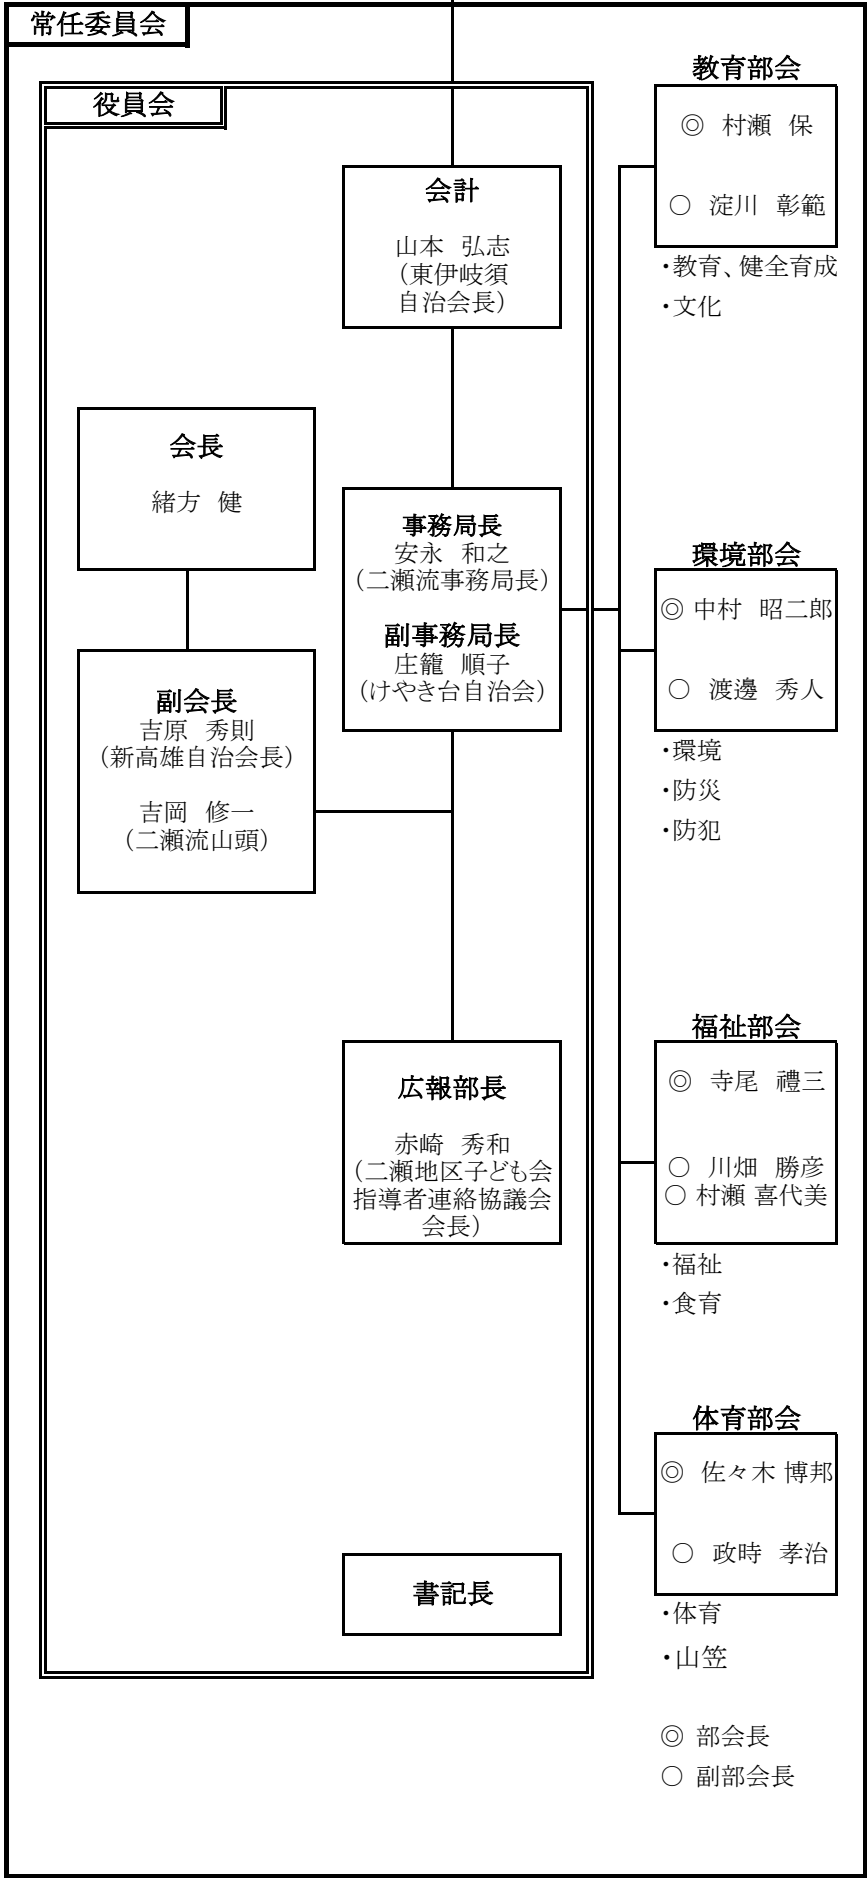 常任委員会
役員会
会計
山本 弘志
(東伊岐須
自治会長)
会長
緒方 健
事務局長
安永 和之
(二瀬流事務局長)
副事務局長
庄籠 順子
(けやき台自治会)
副会長
吉原 秀則
(新高雄自治会長)
吉岡 修一
(二瀬流山頭)
広報部長
赤崎 秀和
(二瀬地区子ども会
指導者連絡協議会
会長)
書記長
教育部会
◎ 村瀬 保
○ 淀川 彰範
・教育、健全育成
・文化
環境部会
◎ 中村 昭二郎
○ 渡邊 秀人
・環境
・防災
・防犯
福祉部会
◎ 寺尾 禮三
○ 川畑 勝彦
○ 村瀬 喜代美
・福祉
・食育
体育部会
◎ 佐々木 博邦
○ 政時 孝治
・体育
・山笠
◎ 部会長
○ 副部会長